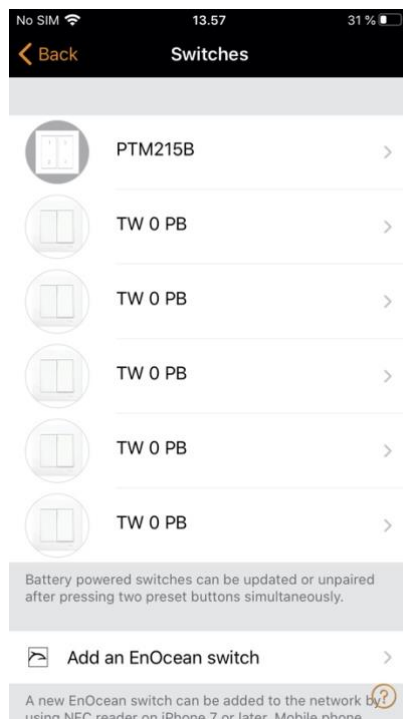 No SIM 13.57 31 %
Back Switches
PTM215B
TW 0 PB
TW 0 PB
TW 0 PB
TW 0 PB
TW 0 PB
Battery powered switches can be updated or unpaired
after pressing two preset buttons simultaneously.
Add an EnOcean switch
A new EnOcean switch can be added to the network by
?
using NFC reader on iPhone 7 or later. Mobile phone